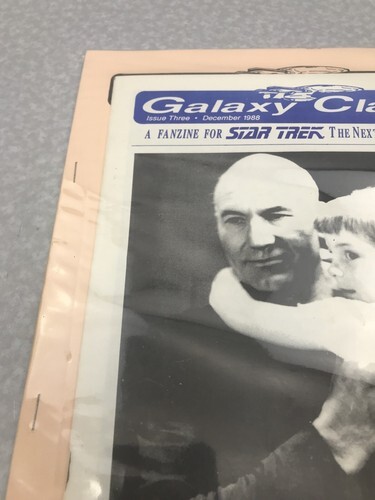 Galaxy Cla
Issue Three • December 1988
A FANZINE FOR STAR TREK THE NEXT